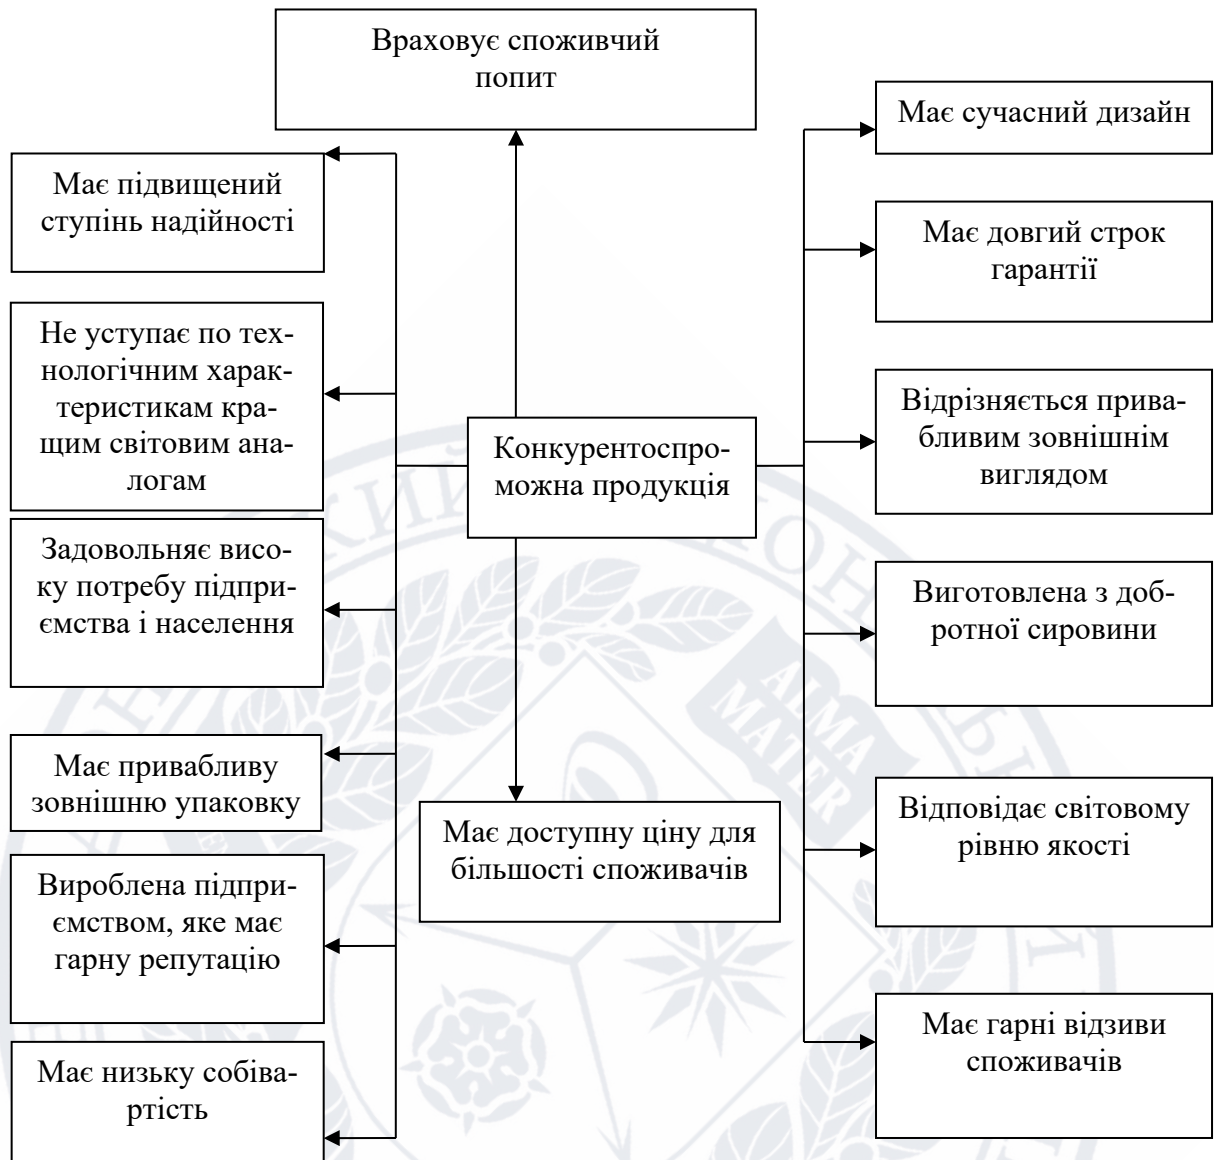 Враховує споживчий
попит
Має підвищений
ступінь надійності
Не уступає по тех-
нологічним харак-
теристикам кра-
щим світовим ана-
логам
Задовольняє висо-
ку потребу підпри-
ємства і населення
Має привабливу
зовнішню упаковку
Вироблена підпри-
ємством, яке має
гарну репутацію
Має низьку собіва-
ртість
Конкурентоспро-
можна продукція
Має доступну ціну для
більшості споживачів
Має сучасний дизайн
Має довгий строк
гарантії
Відрізняється прива-
бливим зовнішнім
виглядом
Виготовлена з доб-
ротної сировини
Відповідає світовому
рівню якості
Має гарні відзиви
споживачів
ALMA
MATER